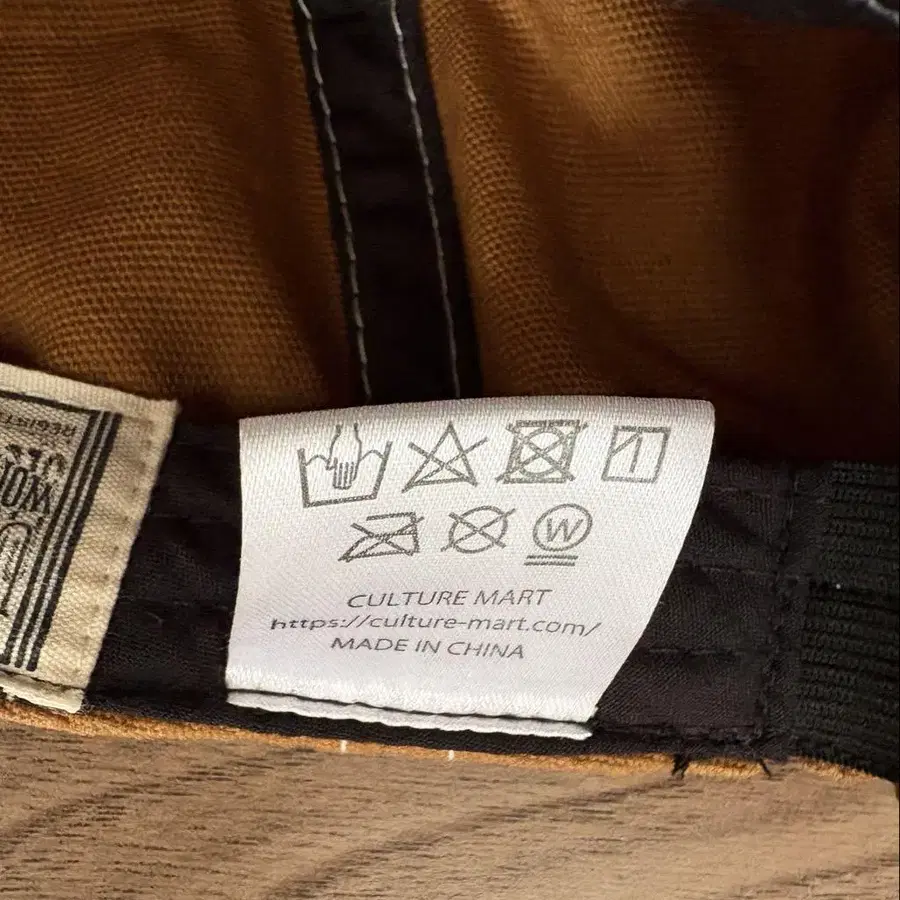 W
CULTURE MART
https://culture-mart.com/
MADE IN CHINA